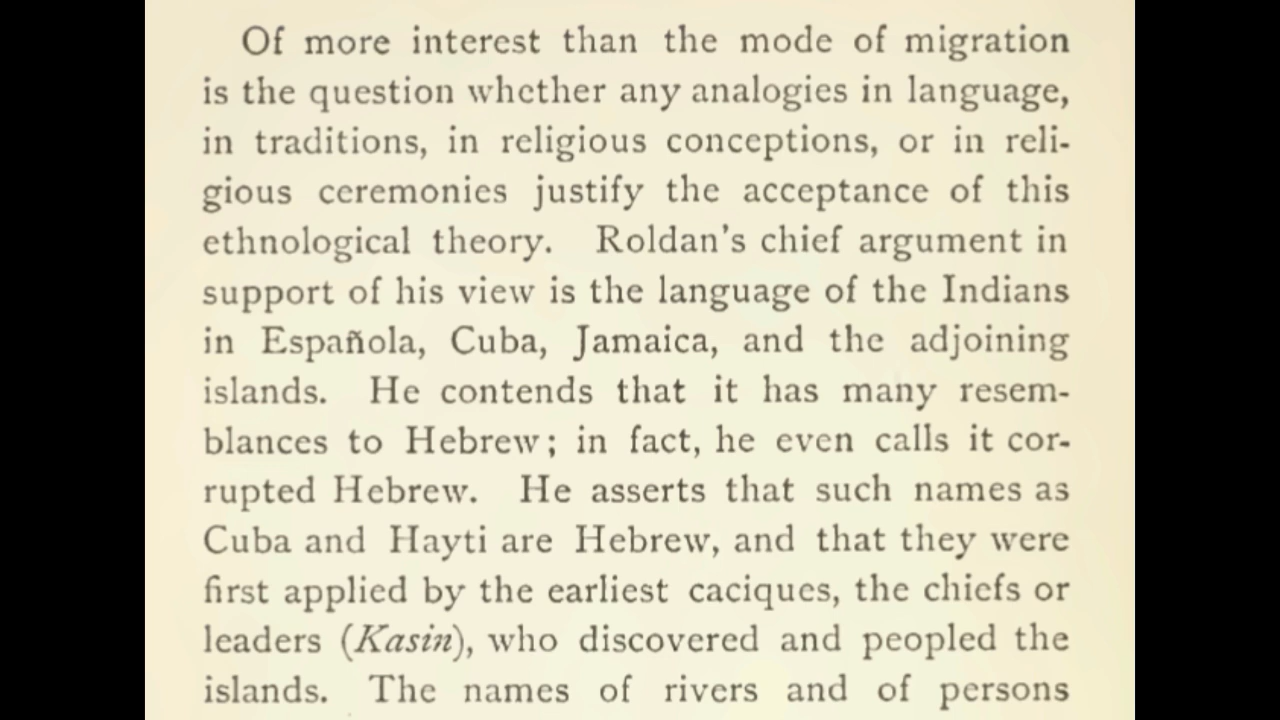 Of more interest than the mode of migration
is the question whether any analogies in language,
in traditions, in religious conceptions, or in reli-
gious ceremonies justify the acceptance of this
ethnological theory. Roldan's chief argument in
support of his view is the language of the Indians
in Española, Cuba, Jamaica, and the adjoining
islands. He contends that it has many resem-
blances to Hebrew; in fact, he even calls it cor-
rupted Hebrew. He asserts that such names as
Cuba and Hayti are Hebrew, and that they were
first applied by the earliest caciques, the chiefs or
leaders (Kasin), who discovered and peopled the
islands. The names of rivers and of persons